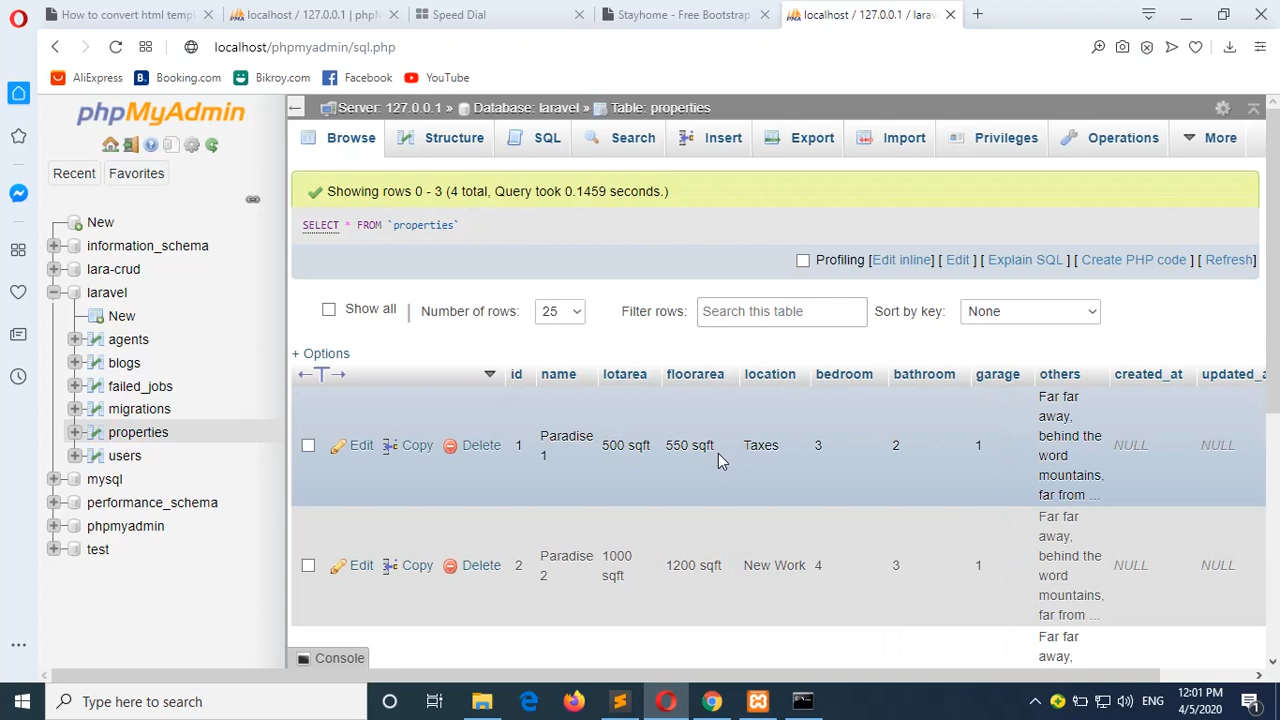 How to convert html templ
localhost / 127.0.0.1 | phpM
Speed Dial
Stayhome - Free Bootstrap
localhost / 127.0.0.1 / larav
localhost/phpmyadmin/sql.php
AliExpress
Booking.com
Bikroy.com
Facebook
YouTube
phpMyAdmin
Recent
Favorites
New
information_schema
lara-crud
laravel
New
agents
blogs
failed_jobs
migrations
properties
users
mysql
performance_schema
phpmyadmin
test
Server: 127.0.0.1 » Database: laravel » Table: properties
Browse Structure SQL Search Insert Export Import Privileges Operations More
Showing rows 0 - 3 (4 total, Query took 0.1459 seconds.)
SELECT * FROM `properties`
Profiling [Edit inline] [ Edit ] [ Explain SQL ] [ Create PHP code ] [ Refresh]
Show all | Number of rows: 25 Filter rows: Search this table Sort by key: None
+ Options
id name lotarea floorarea location bedroom bathroom garage others created_at updated_a
Edit Copy Delete 1 Paradise 1 500 sqft 550 sqft Taxes 3 2 1 Far far away, behind the word mountains, far from ... NULL NULL
Edit Copy Delete 2 Paradise 2 1000 sqft 1200 sqft New Work 4 3 1 Far far away, behind the word mountains, far from ... NULL NULL
Far far
away,
Console
Type here to search
ENG
12:01 PM
4/5/2020